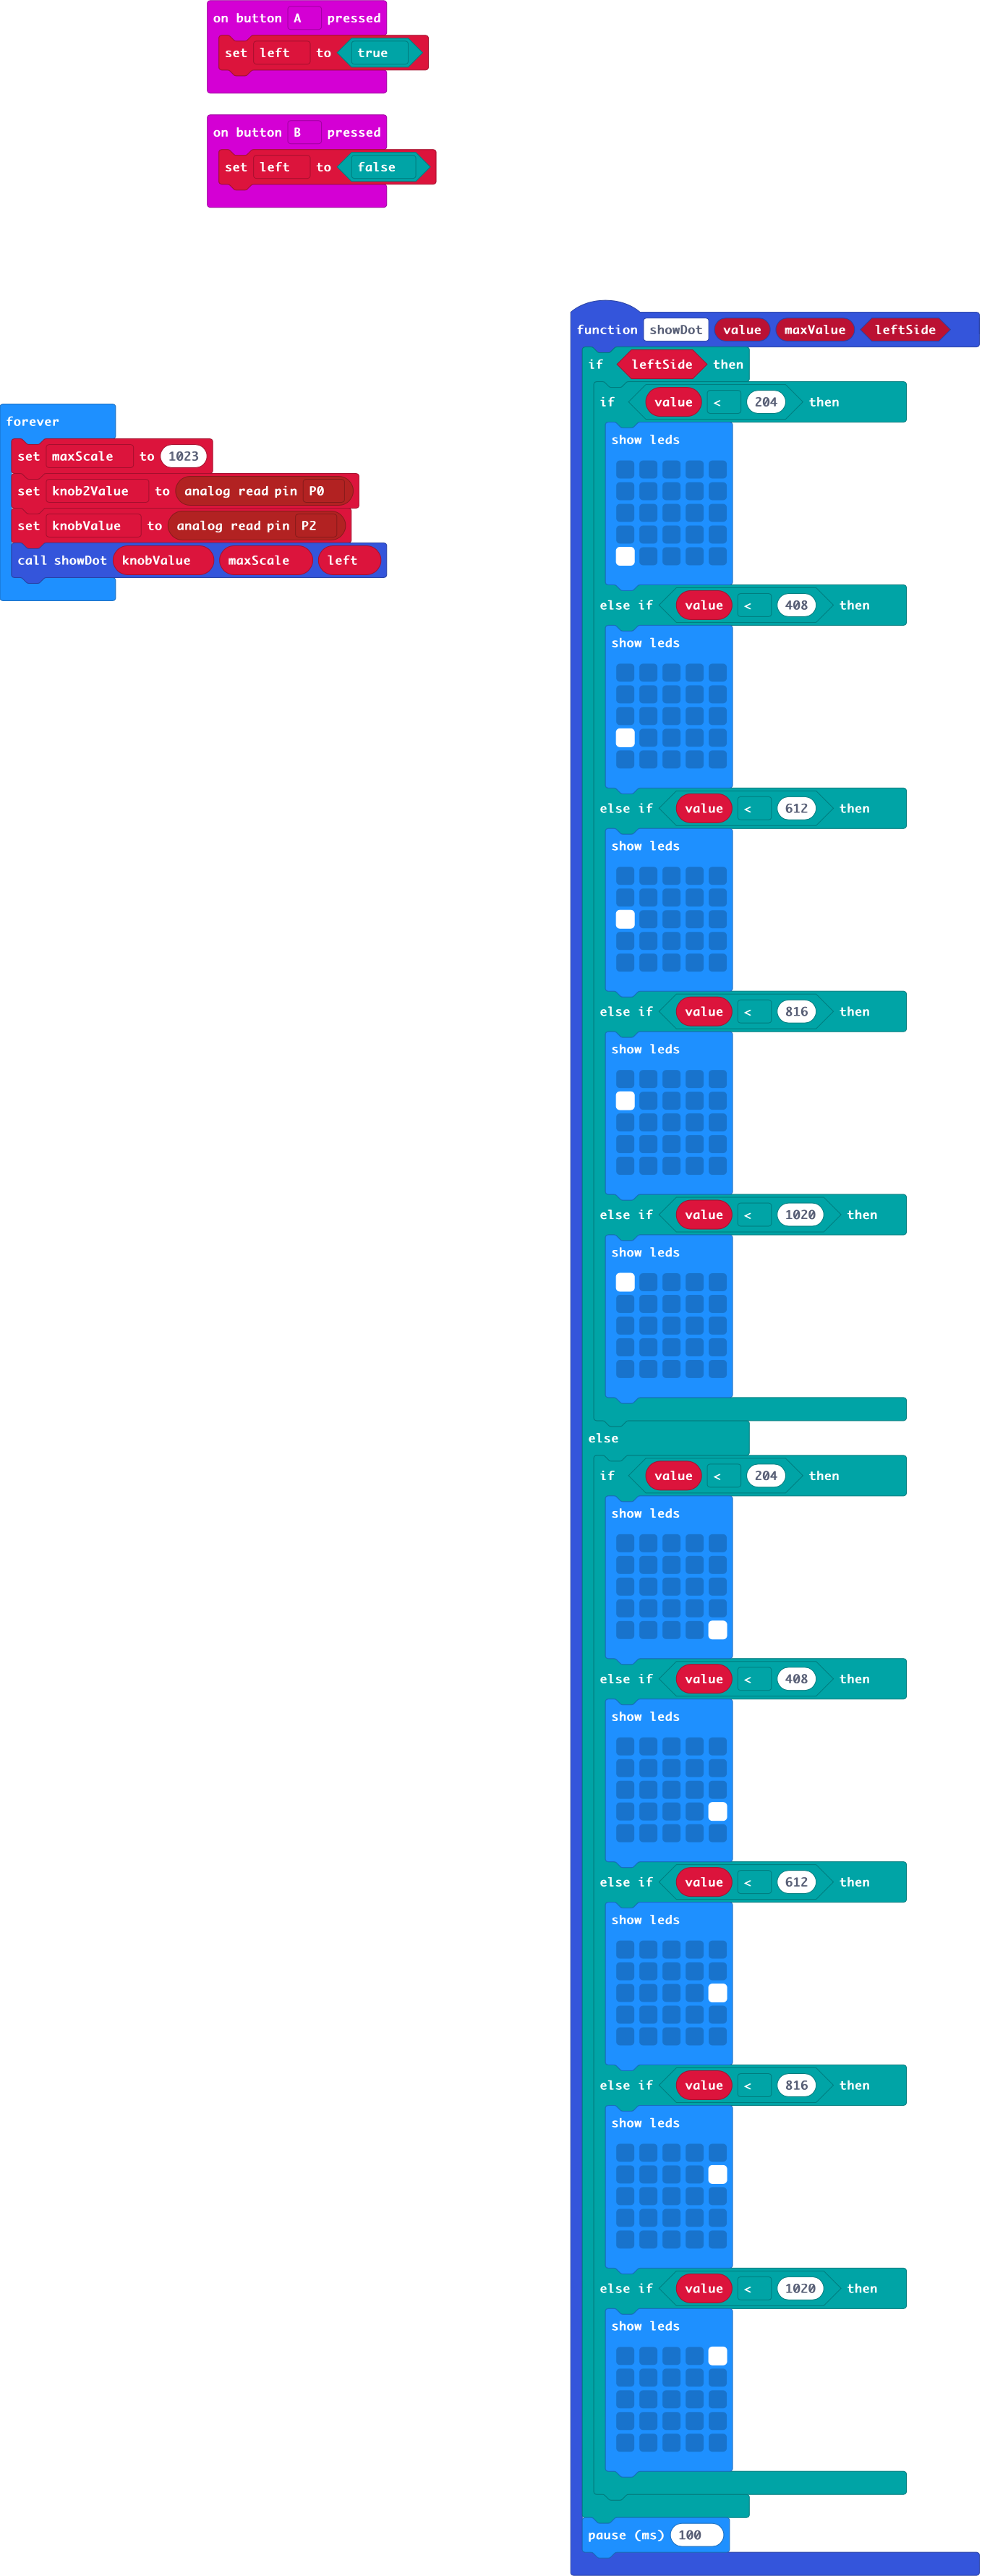 on button A pressed
set left to true
on button B pressed
set left to false
forever
set maxScale to 1023
set knob2Value to analog read pin P0
set knobValue to analog read pin P2
call showDot knobValue maxScale left
function showDot value maxValue leftSide
if leftSide then
if value < 204 then
show leds
else if value < 408 then
show leds
else if value < 612 then
show leds
else if value < 816 then
show leds
else if value < 1020 then
show leds
else
if value < 204 then
show leds
else if value < 408 then
show leds
else if value < 612 then
show leds
else if value < 816 then
show leds
else if value < 1020 then
show leds
pause (ms) 100